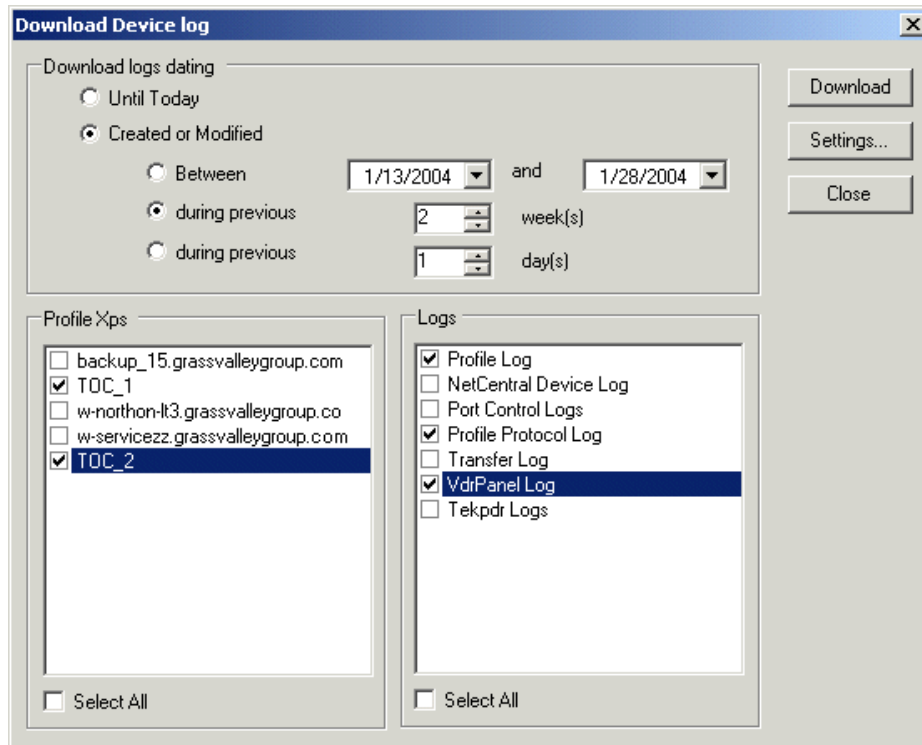 Download Device log
Download logs dating
Until Today
Created or Modified
Between 1/13/2004 and 1/28/2004
during previous 2 week(s)
during previous 1 day(s)
Download
Settings...
Close
Profile Xps
backup_15.grassvalleygroup.com
TOC_1
w-northon-lt3.grassvalleygroup.co
w-servicezz.grassvalleygroup.com
TOC_2
Select All
Logs
Profile Log
NetCentral Device Log
Port Control Logs
Profile Protocol Log
Transfer Log
VdrPanel Log
Tekpdr Logs
Select All